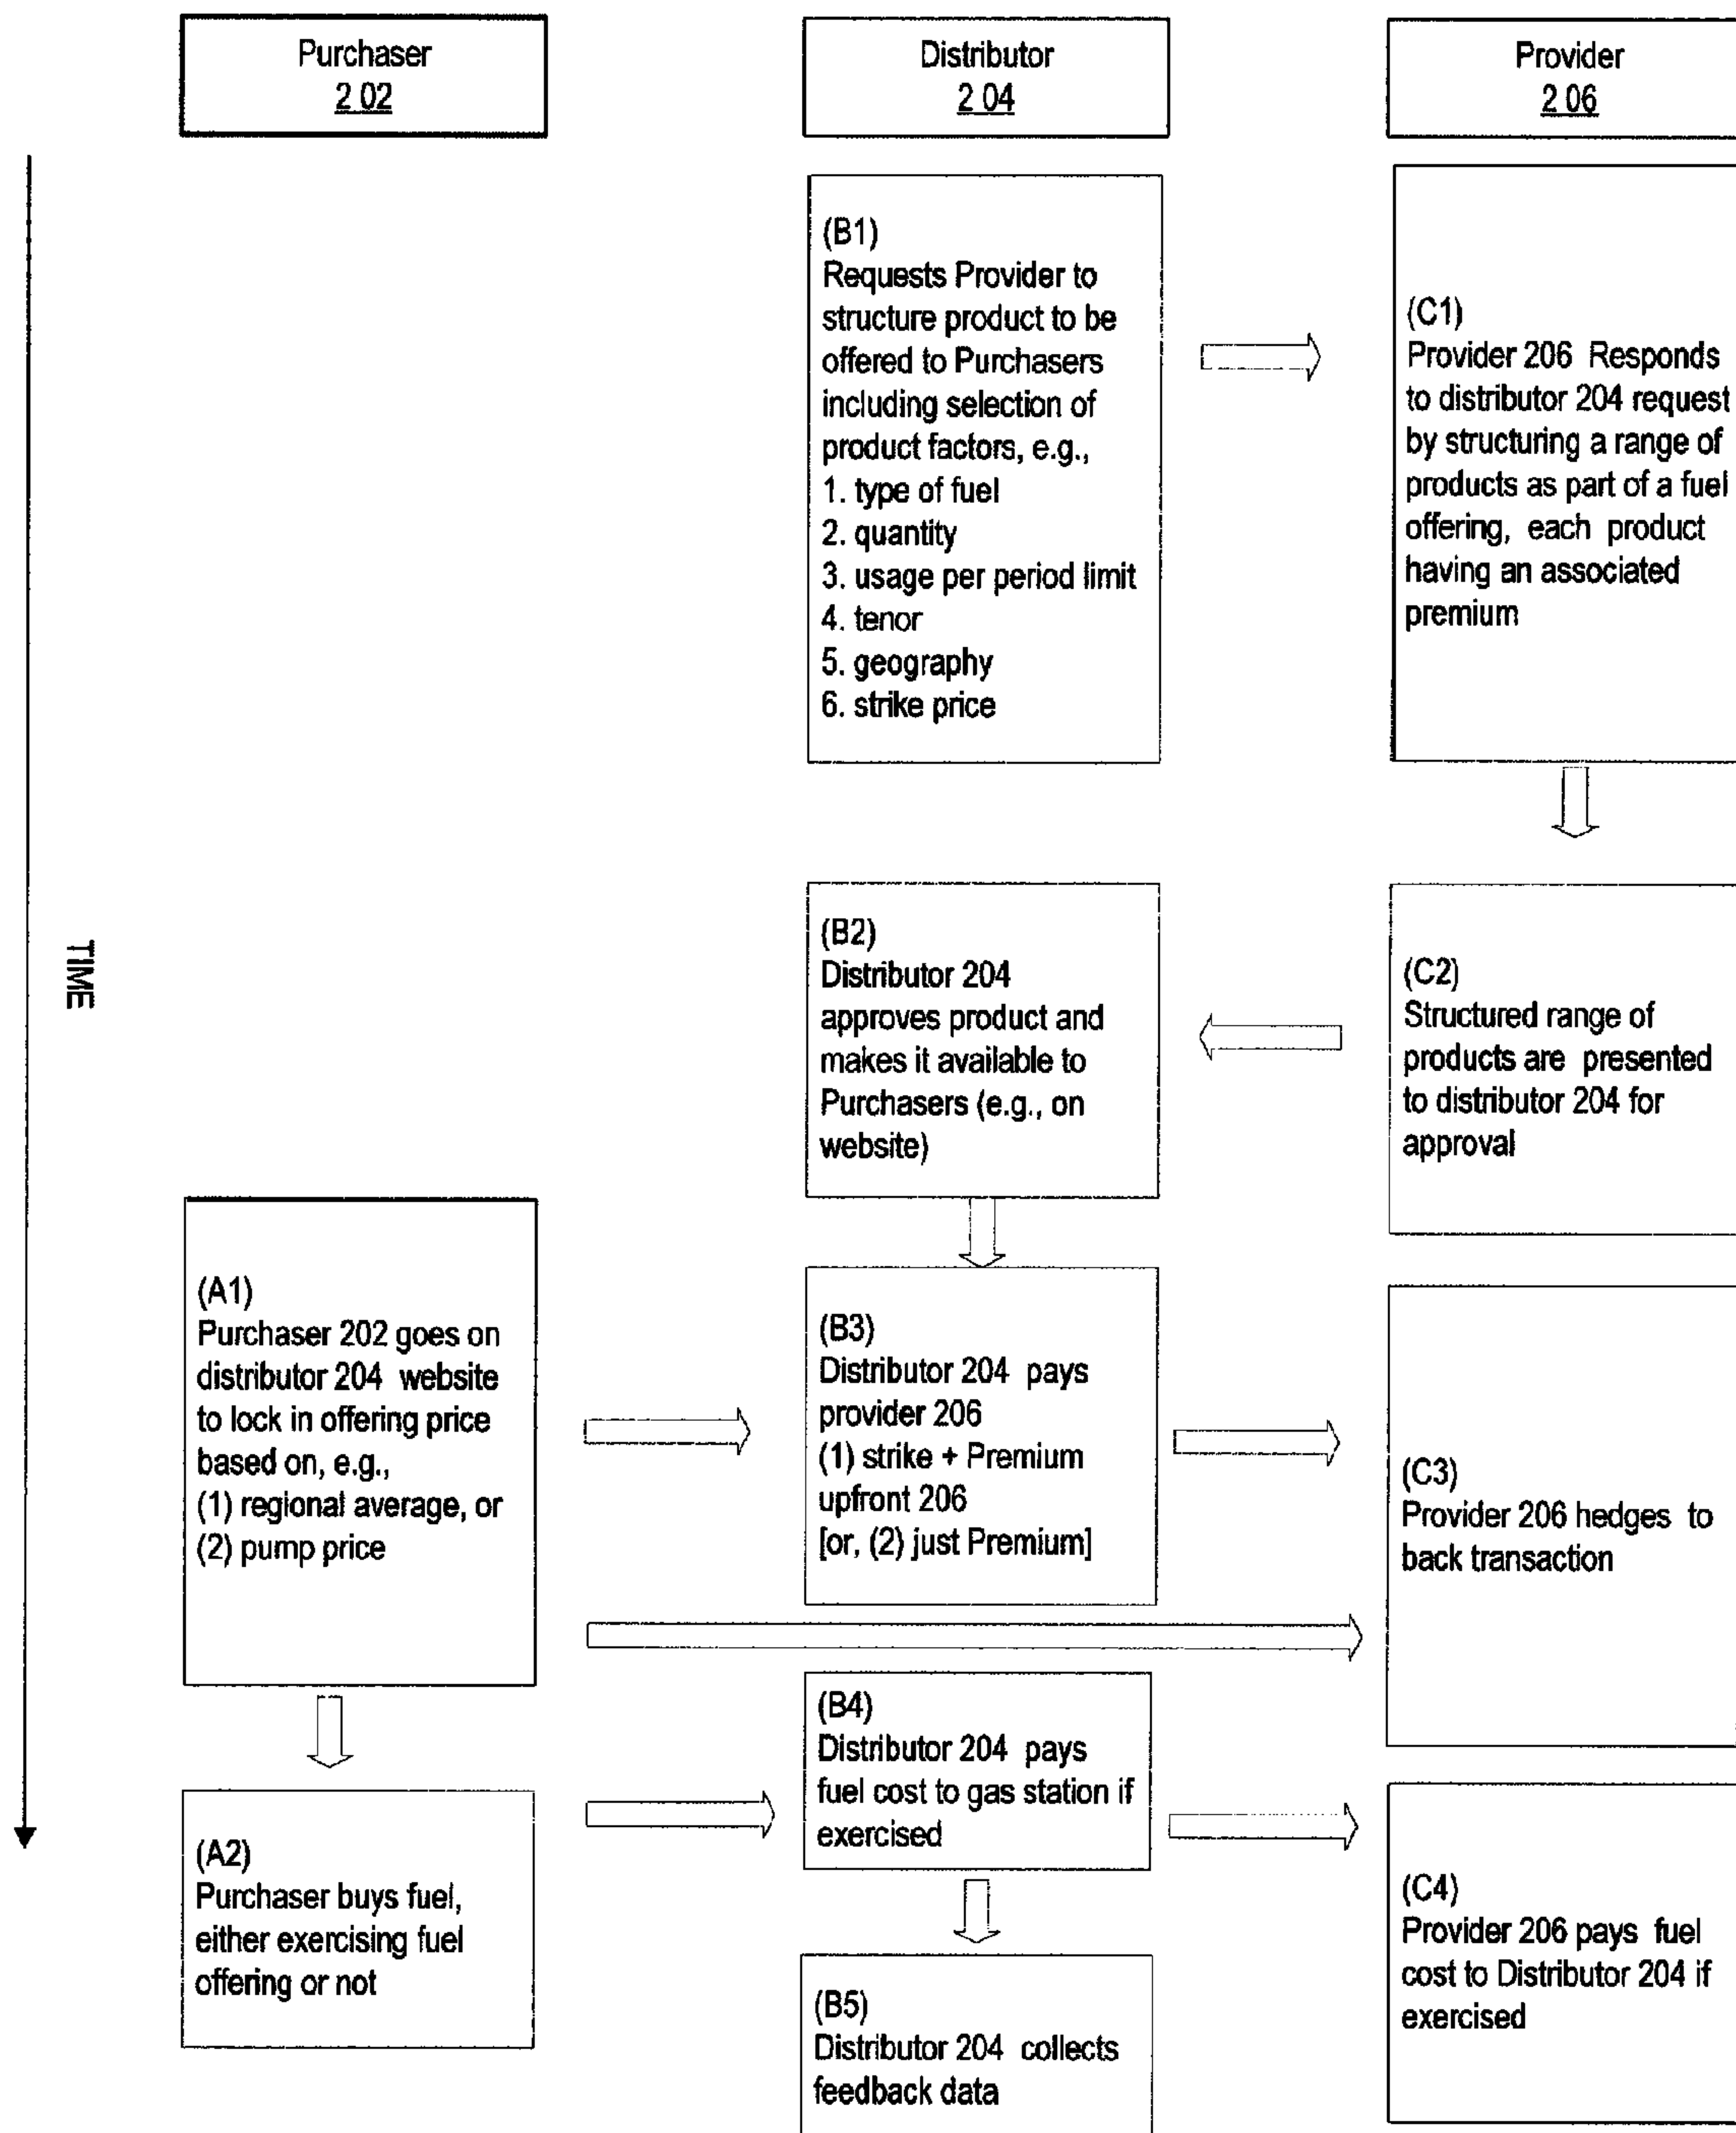 Purchaser
2 02
Distributor
2 04
Provider
2 06
TIME
(B1)
Requests Provider to
structure product to be
offered to Purchasers
including selection of
product factors, e.g.,
1. type of fuel
2. quantity
3. usage per period limit
4. tenor
5. geography
6. strike price
(C1)
Provider 206 Responds
to distributor 204 request
by structuring a range of
products as part of a fuel
offering, each product
having an associated
premium
(B2)
Distributor 204
approves product and
makes it available to
Purchasers (e.g., on
website)
(C2)
Structured range of
products are presented
to distributor 204 for
approval
(A1)
Purchaser 202 goes on
distributor 204 website
to lock in offering price
based on, e.g.,
(1) regional average, or
(2) pump price
(B3)
Distributor 204 pays
provider 206
(1) strike + Premium
upfront 206
[or, (2) just Premium]
(C3)
Provider 206 hedges to
back transaction
(B4)
Distributor 204 pays
fuel cost to gas station if
exercised
(A2)
Purchaser buys fuel,
either exercising fuel
offering or not
(C4)
Provider 206 pays fuel
cost to Distributor 204 if
exercised
(B5)
Distributor 204 collects
feedback data